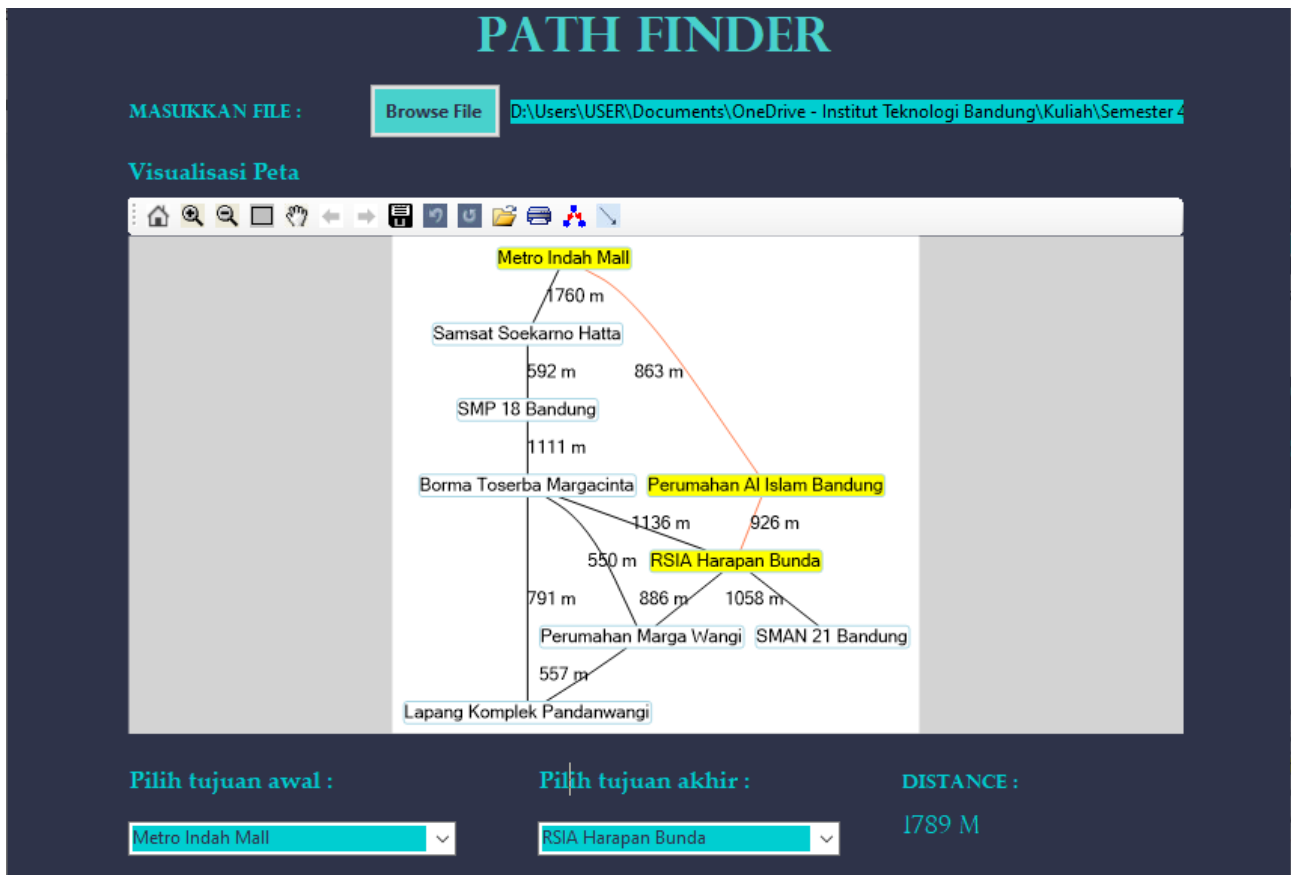 PATH FINDER
MASUKKAN FILE :
Browse File
D:\Users\USER\Documents\OneDrive - Institut Teknologi Bandung\Kuliah\Semester 4
Visualisasi Peta
Metro Indah Mall
1760 m
Samsat Soekarno Hatta
592 m
863 m
SMP 18 Bandung
1111 m
Borma Toserba Margacinta
Perumahan Al Islam Bandung
1136 m
926 m
550 m
RSIA Harapan Bunda
791 m
886 m
1058 m
Perumahan Marga Wangi
SMAN 21 Bandung
557 m
Lapang Komplek Pandanwangi
Pilih tujuan awal :
Pilih tujuan akhir :
DISTANCE :
Metro Indah Mall
RSIA Harapan Bunda
1789 M